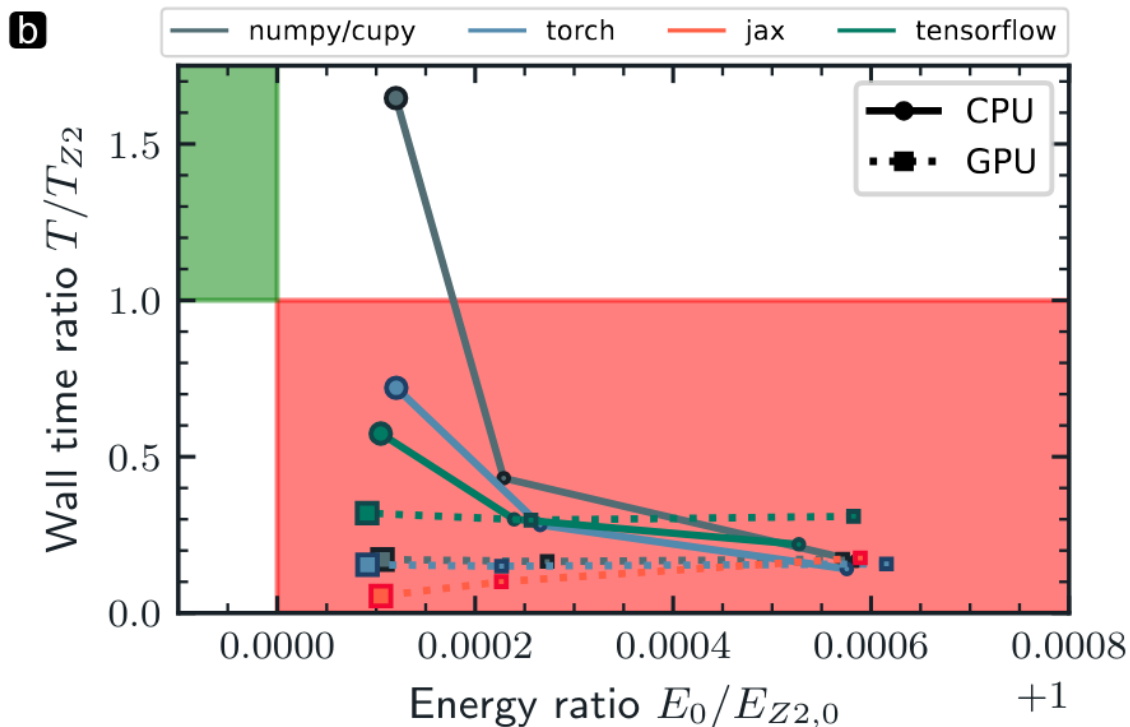 b
numpy/cupy torch jax tensorflow
CPU
GPU
Wall time ratio T/T_{Z2}
1.5
1.0
0.5
0.0
0.0000 0.0002 0.0004 0.0006 0.0008
+1
Energy ratio E_0/E_{Z2,0}